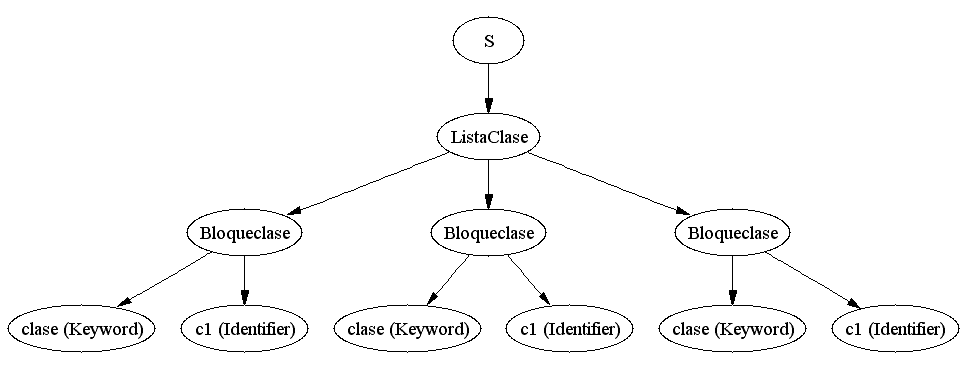 S
ListaClase
Bloqueclase
Bloqueclase
Bloqueclase
clase (Keyword)
c1 (Identifier)
clase (Keyword)
c1 (Identifier)
clase (Keyword)
c1 (Identifier)